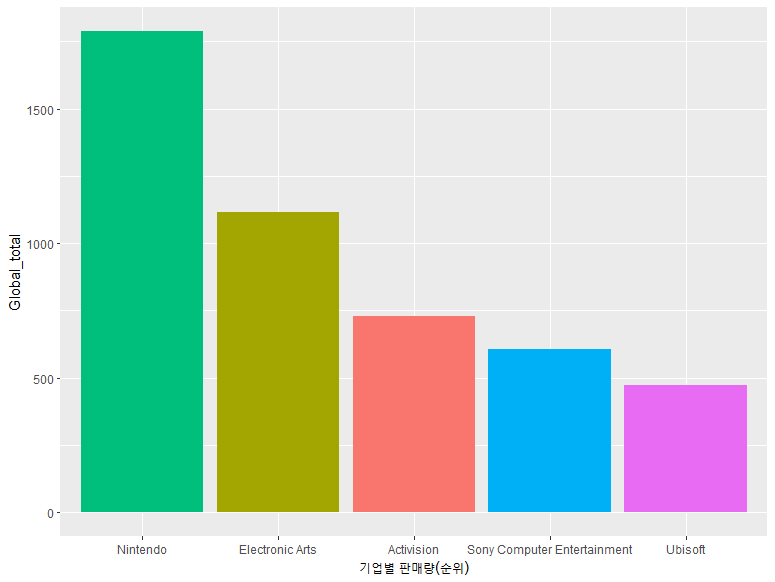 Global_total
1500
1000
500
0
Nintendo
Electronic Arts
Activision
Sony Computer Entertainment
Ubisoft
기업별 판매량(순위)